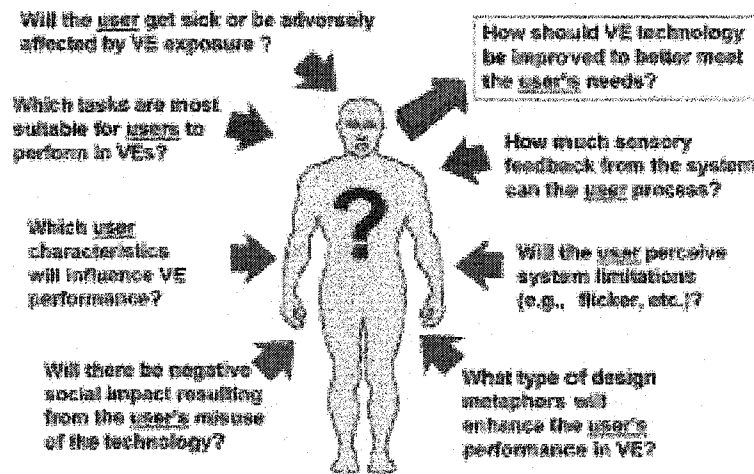 Will the user get sick or be adversely
affected by VE exposure ?
How should VE technology
be improved to better meet
the user's needs?
Which tasks are most
suitable for users to
perform in VEs?
How much sensory
feedback from the system
can the user process?
?
Which user
characteristics
will influence VE
performance?
Will the user perceive
system limitations
(e.g., flicker, etc.)?
Will there be negative
social impact resulting
from the user's misuse
of the technology?
What type of design
metaphors will
enhance the user's
performance in VE?